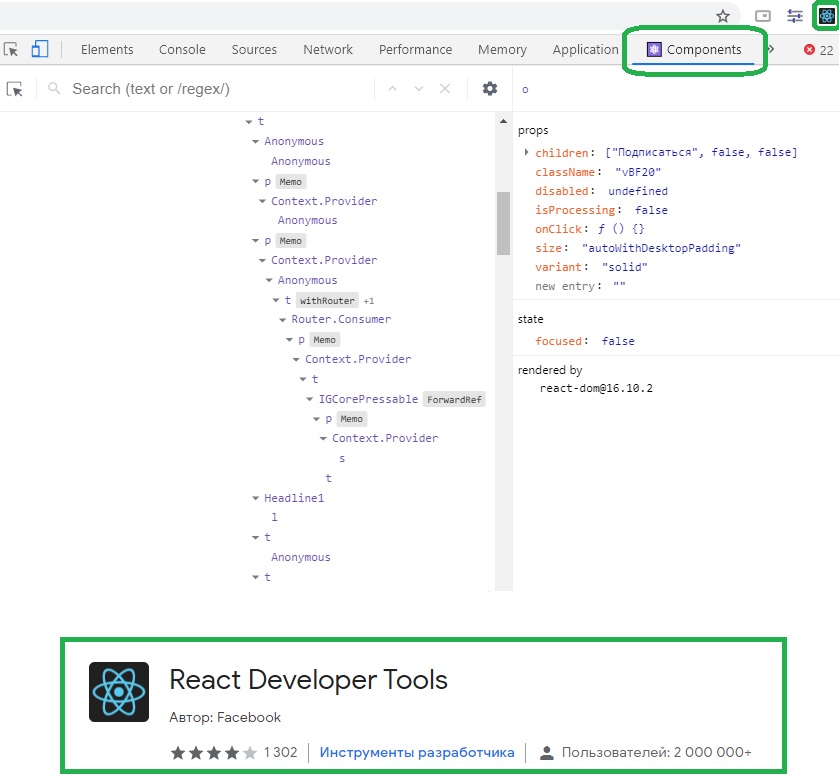 Elements Console Sources Network Performance Memory Application Components 22
Search (text or /regex/)
o
t
Anonymous
Anonymous
p Memo
Context.Provider
Anonymous
p Memo
Context.Provider
Anonymous
t withRouter +1
Router.Consumer
p Memo
Context.Provider
t
IGCorePressable ForwardRef
p Memo
Context.Provider
s
t
Headline1
l
t
Anonymous
t
props
children: ["Подписаться", false, false]
className: "vBF20"
disabled: undefined
isProcessing: false
onClick: ƒ () {}
size: "autoWithDesktopPadding"
variant: "solid"
new entry: ""
state
focused: false
rendered by
react-dom@16.10.2
React Developer Tools
Автор: Facebook
1 302 Инструменты разработчика Пользователей: 2 000 000+